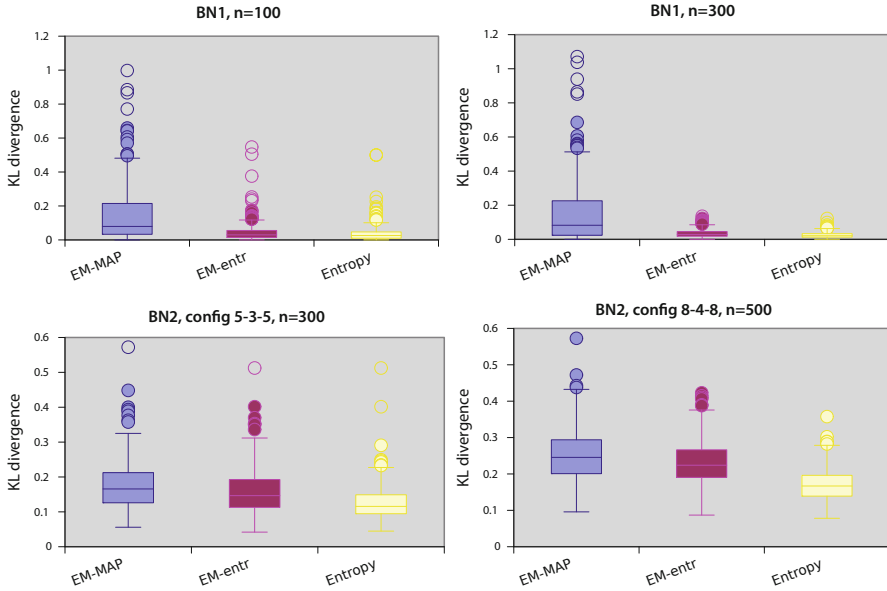 BN1, n=100
KL divergence
1.2
1
0.8
0.6
0.4
0.2
0
EM-MAP
EM-entr
Entropy
BN1, n=300
KL divergence
1.2
1
0.8
0.6
0.4
0.2
0
EM-MAP
EM-entr
Entropy
BN2, config 5-3-5, n=300
KL divergence
0.6
0.5
0.4
0.3
0.2
0.1
0
EM-MAP
EM-entr
Entropy
BN2, config 8-4-8, n=500
KL divergence
0.6
0.5
0.4
0.3
0.2
0.1
0
EM-MAP
EM-entr
Entropy